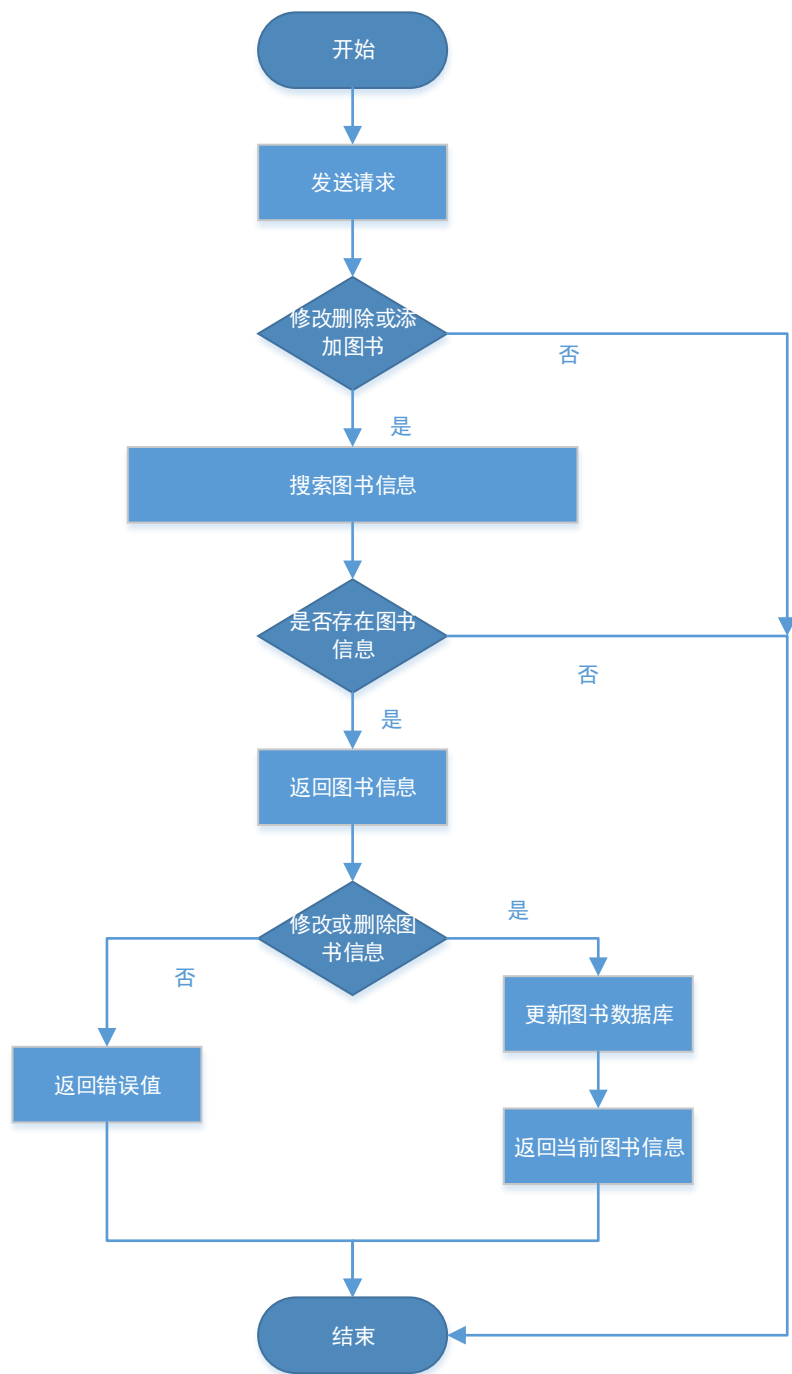 开始
发送请求
修改删除或添
加图书
否
是
搜索图书信息
是否存在图书
信息
否
是
返回图书信息
修改或删除图
书信息
是
否
更新图书数据库
返回错误值
返回当前图书信息
结束